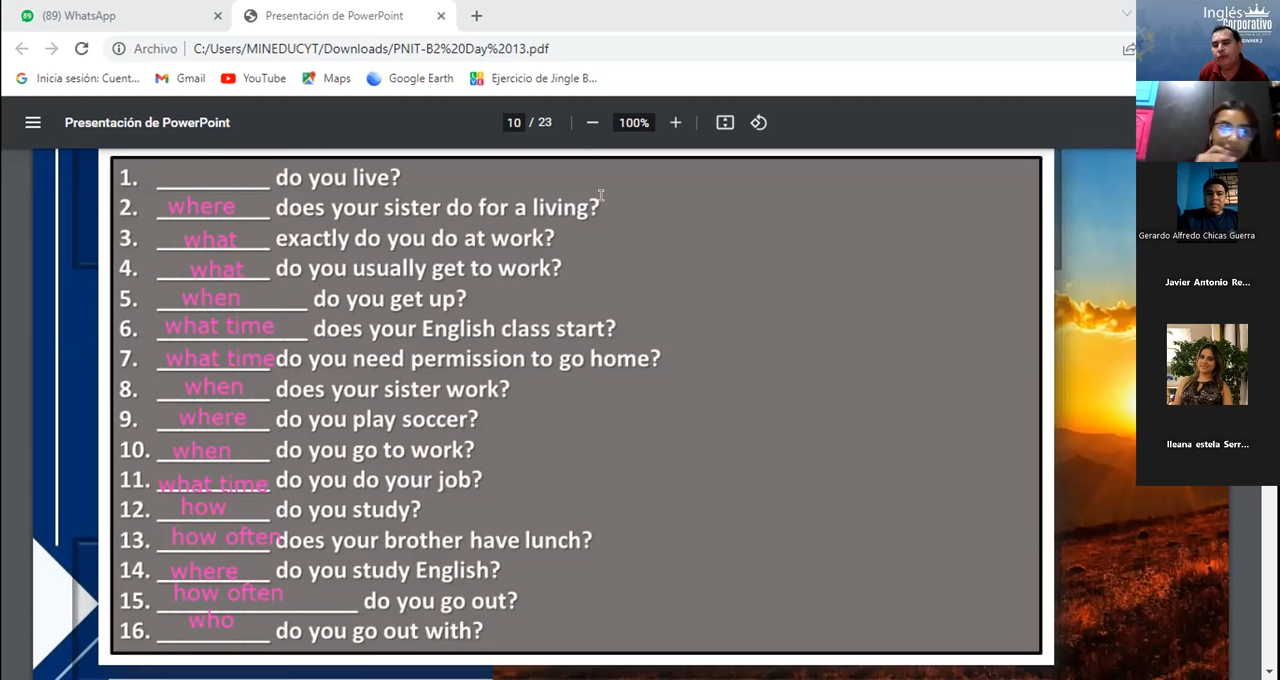 (89) WhatsApp
Presentación de PowerPoint
Archivo
C:/Users/MINEDUCYT/Downloads/PNIT-B2%20Day%2013.pdf
Inicia sesión: Cuent...
Gmail
YouTube
Maps
Google Earth
Ejercicio de Jingle B...
Presentación de PowerPoint
10 / 23
100%
1. ________ do you live?
2. where does your sister do for a living?
3. what exactly do you do at work?
4. what do you usually get to work?
5. when do you get up?
6. what time does your English class start?
7. what time do you need permission to go home?
8. when does your sister work?
9. where do you play soccer?
10. when do you go to work?
11. what time do you do your job?
12. how do you study?
13. how often does your brother have lunch?
14. where do you study English?
15. how often do you go out?
16. who do you go out with?
Inglés
Corporativo
Gerardo Alfredo Chicas Guerra
Javier Antonio Re...
Ileana estela Serr...